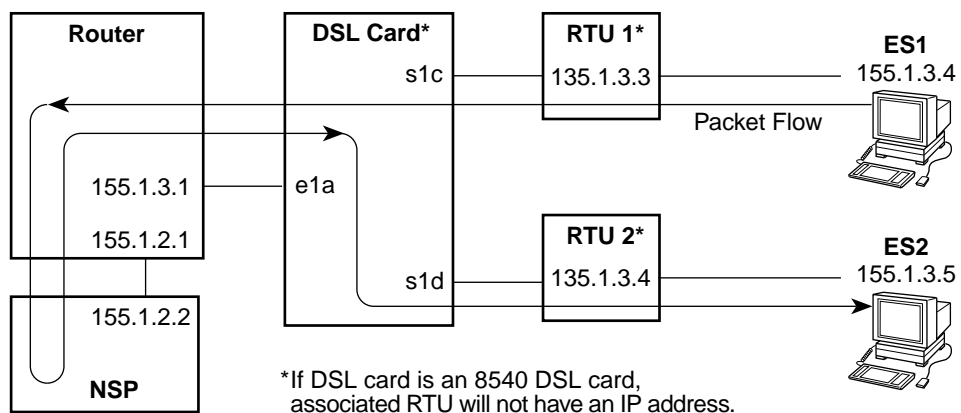 Router
DSL Card*
RTU 1*
ES1
s1c
135.1.3.3
155.1.3.4
Packet Flow
155.1.3.1
e1a
155.1.2.1
RTU 2*
ES2
s1d
135.1.3.4
155.1.3.5
155.1.2.2
NSP
*If DSL card is an 8540 DSL card,
associated RTU will not have an IP address.